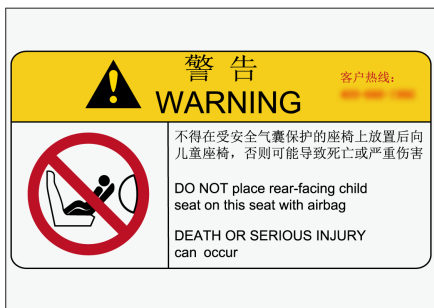 警告
客户热线：
WARNING
不得在受安全气囊保护的座椅上放置后向
儿童座椅，否则可能导致死亡或严重伤害
DO NOT place rear-facing child
seat on this seat with airbag
DEATH OR SERIOUS INJURY
can occur